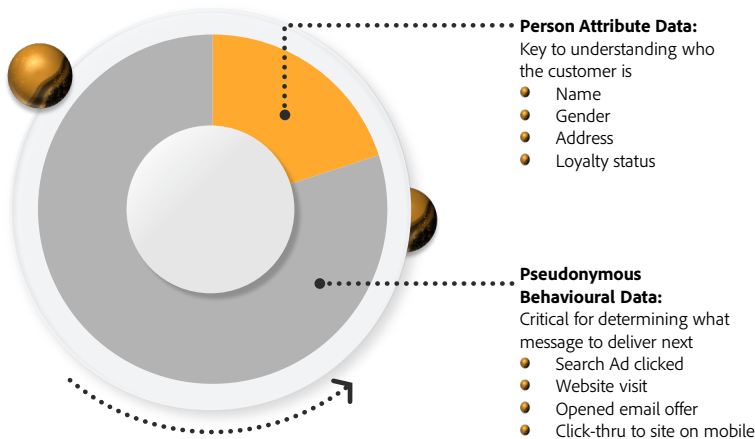 Person Attribute Data:
Key to understanding who
the customer is
Name
Gender
Address
Loyalty status
Pseudonymous
Behavioural Data:
Critical for determining what
message to deliver next
Search Ad clicked
Website visit
Opened email offer
Click-thru to site on mobile